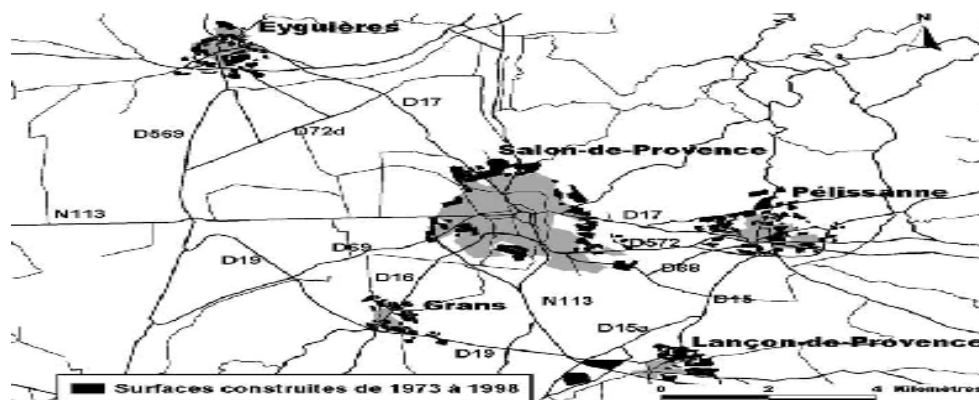 Eyguières
N
D17
D569
D72d
Salon-de-Provence
Pélissanne
N113
D17
D572
D69
D19
D68
D16
Grans
N113
D15
D15a
D19
Lançon-de-Provence
Surfaces construites de 1973 à 1998
0 2 4 Kilomètres